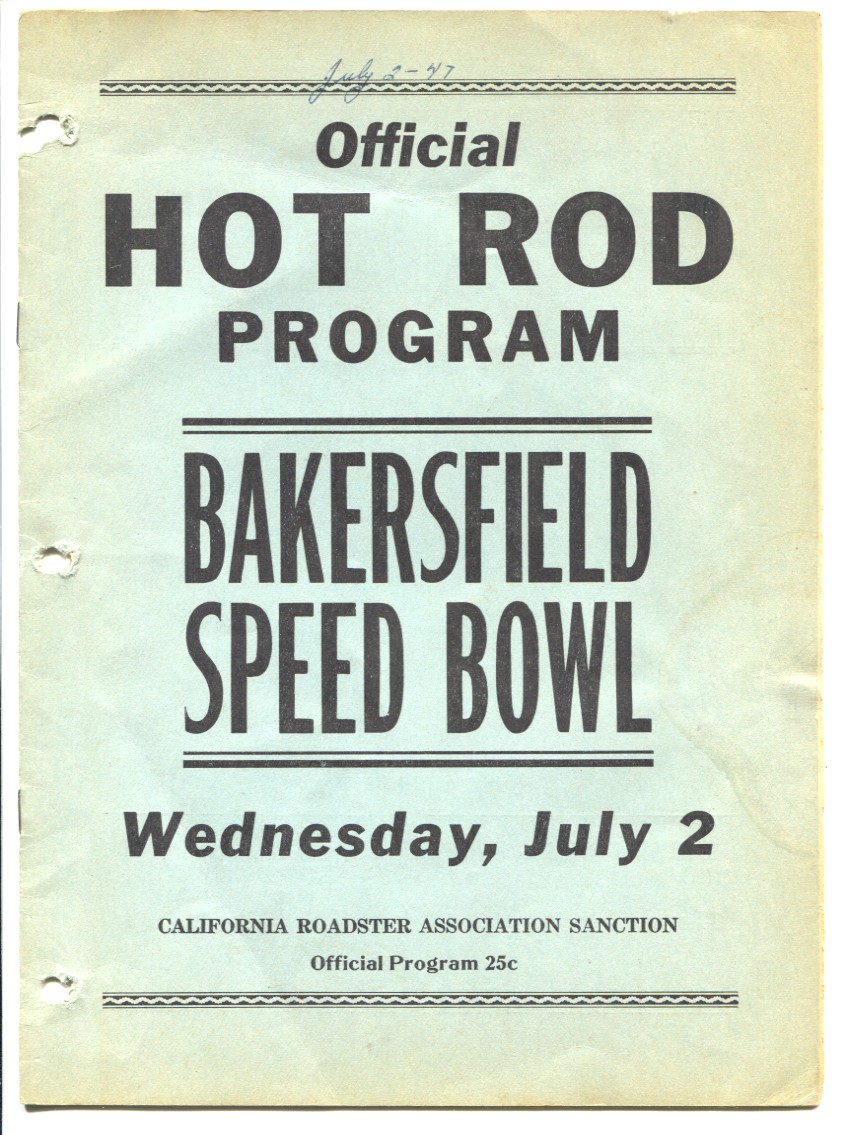 July 2-47
Official
HOT ROD
PROGRAM
BAKERSFIELD
SPEED BOWL
Wednesday, July 2
CALIFORNIA ROADSTER ASSOCIATION SANCTION
Official Program 25c